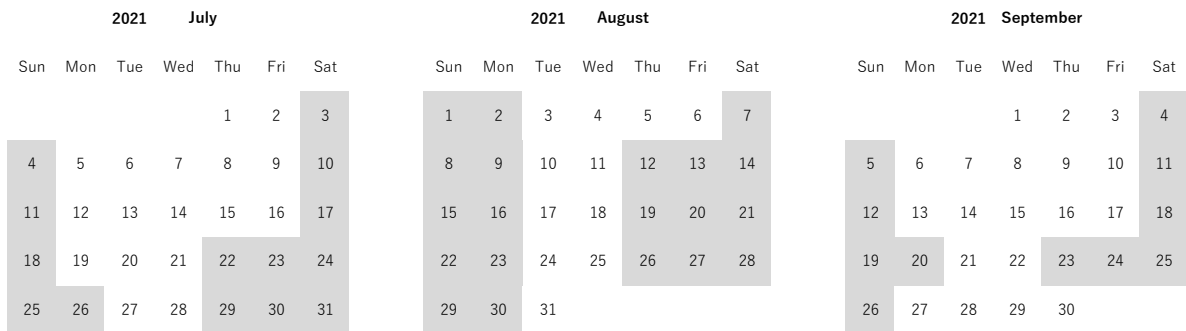 2021 July
Sun Mon Tue Wed Thu Fri Sat
1 2 3
4 5 6 7 8 9 10
11 12 13 14 15 16 17
18 19 20 21 22 23 24
25 26 27 28 29 30 31
2021 August
Sun Mon Tue Wed Thu Fri Sat
1 2 3 4 5 6 7
8 9 10 11 12 13 14
15 16 17 18 19 20 21
22 23 24 25 26 27 28
29 30 31
2021 September
Sun Mon Tue Wed Thu Fri Sat
1 2 3 4
5 6 7 8 9 10 11
12 13 14 15 16 17 18
19 20 21 22 23 24 25
26 27 28 29 30